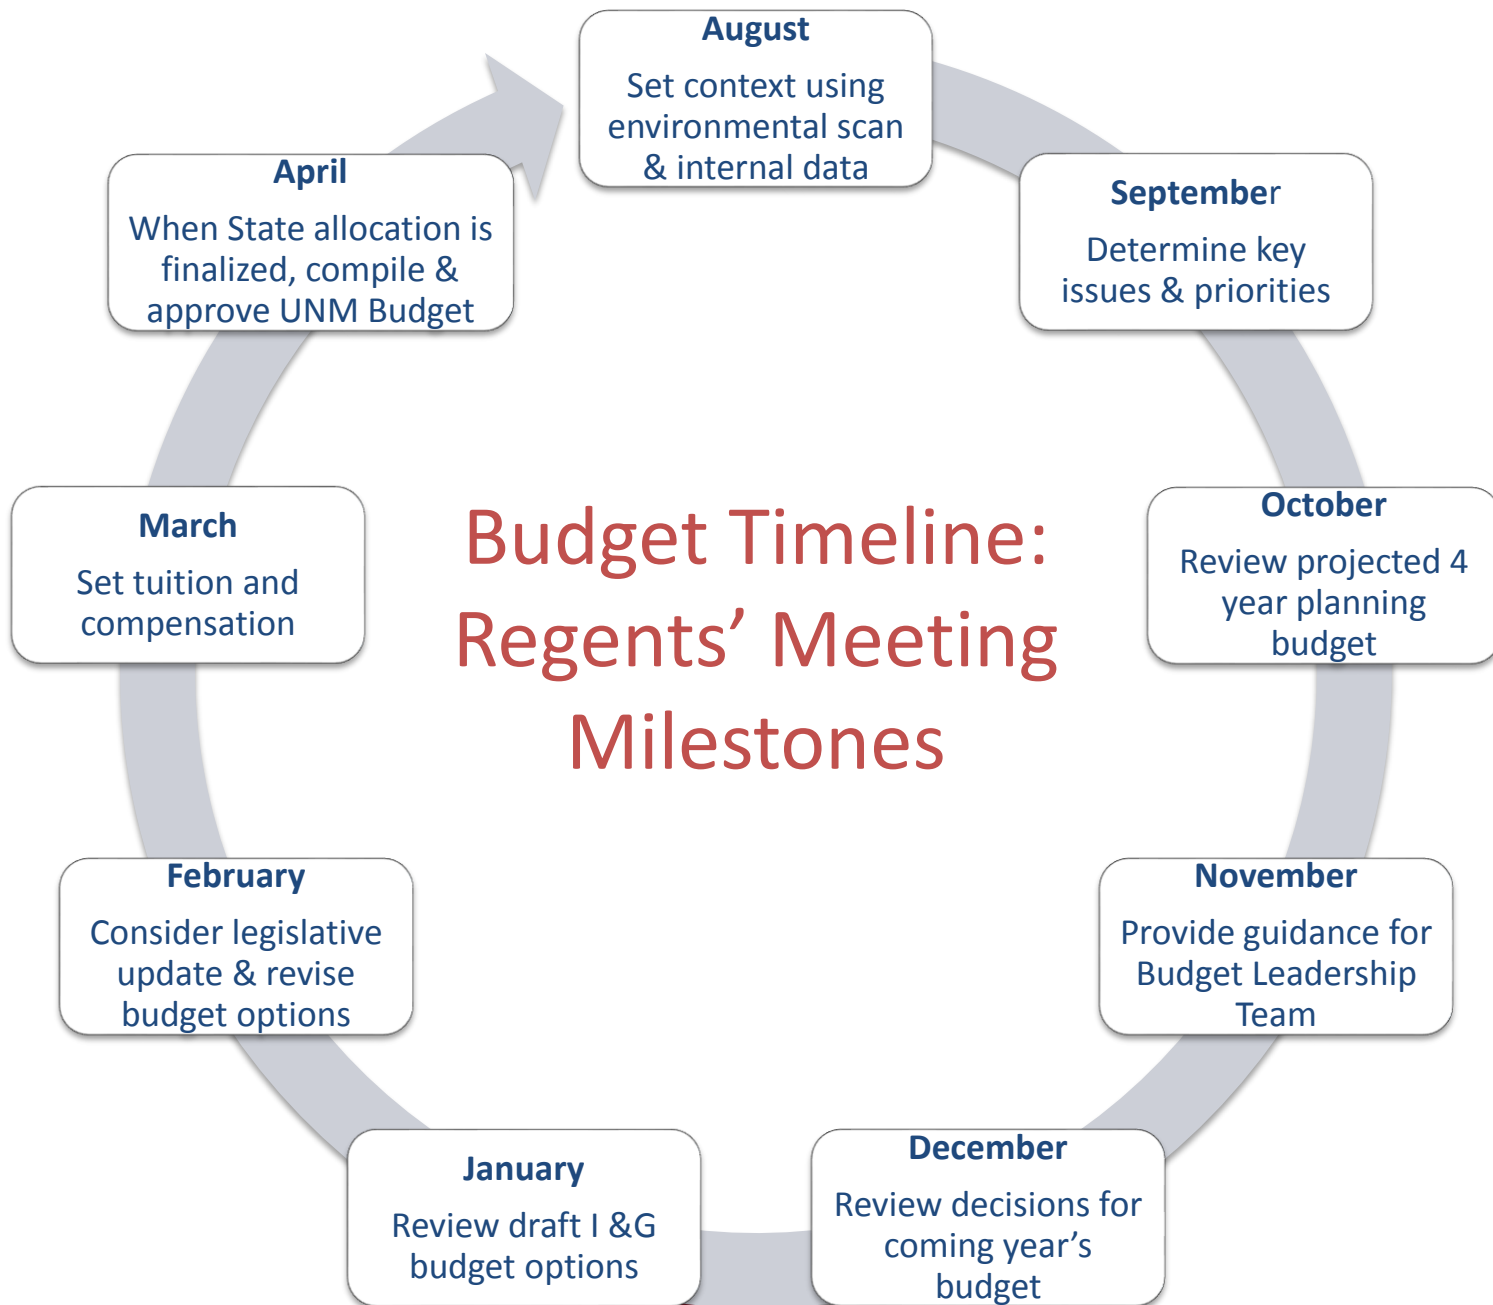 August
Set context using
environmental scan
& internal data
September
Determine key
issues & priorities
October
Review projected 4
year planning
budget
November
Provide guidance for
Budget Leadership
Team
December
Review decisions for
coming year’s
budget
January
Review draft I &G
budget options
February
Consider legislative
update & revise
budget options
March
Set tuition and
compensation
April
When State allocation is
finalized, compile &
approve UNM Budget
Budget Timeline:
Regents’ Meeting
Milestones